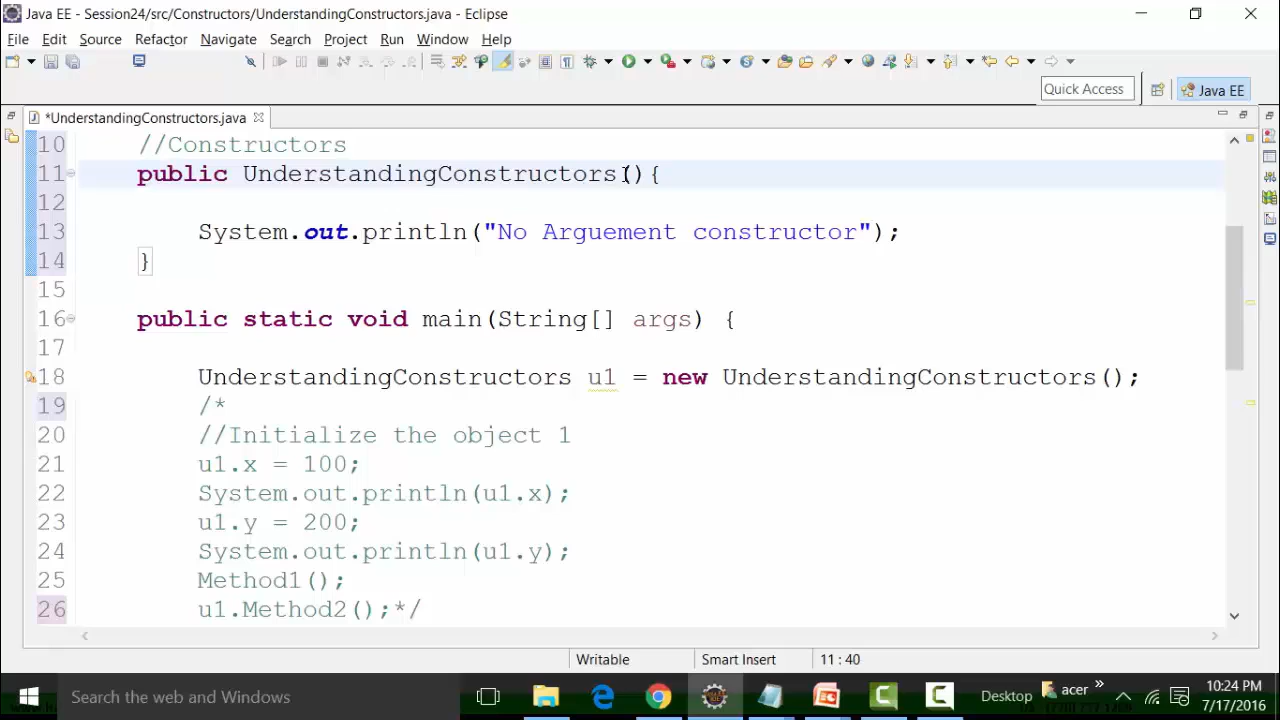 Java EE - Session24/src/Constructors/UnderstandingConstructors.java - Eclipse
File Edit Source Refactor Navigate Search Project Run Window Help
Quick Access
Java EE
*UnderstandingConstructors.java
10 //Constructors
11 public UnderstandingConstructors(){
12
13 System.out.println("No Arguement constructor");
14 }
15
16 public static void main(String[] args) {
17
18 UnderstandingConstructors u1 = new UnderstandingConstructors();
19 /*
20 //Initialize the object 1
21 u1.x = 100;
22 System.out.println(u1.x);
23 u1.y = 200;
24 System.out.println(u1.y);
25 Method1();
26 u1.Method2();*/
Writable Smart Insert 11 : 40
Search the web and Windows
Desktop acer »
10:24 PM
7/17/2016